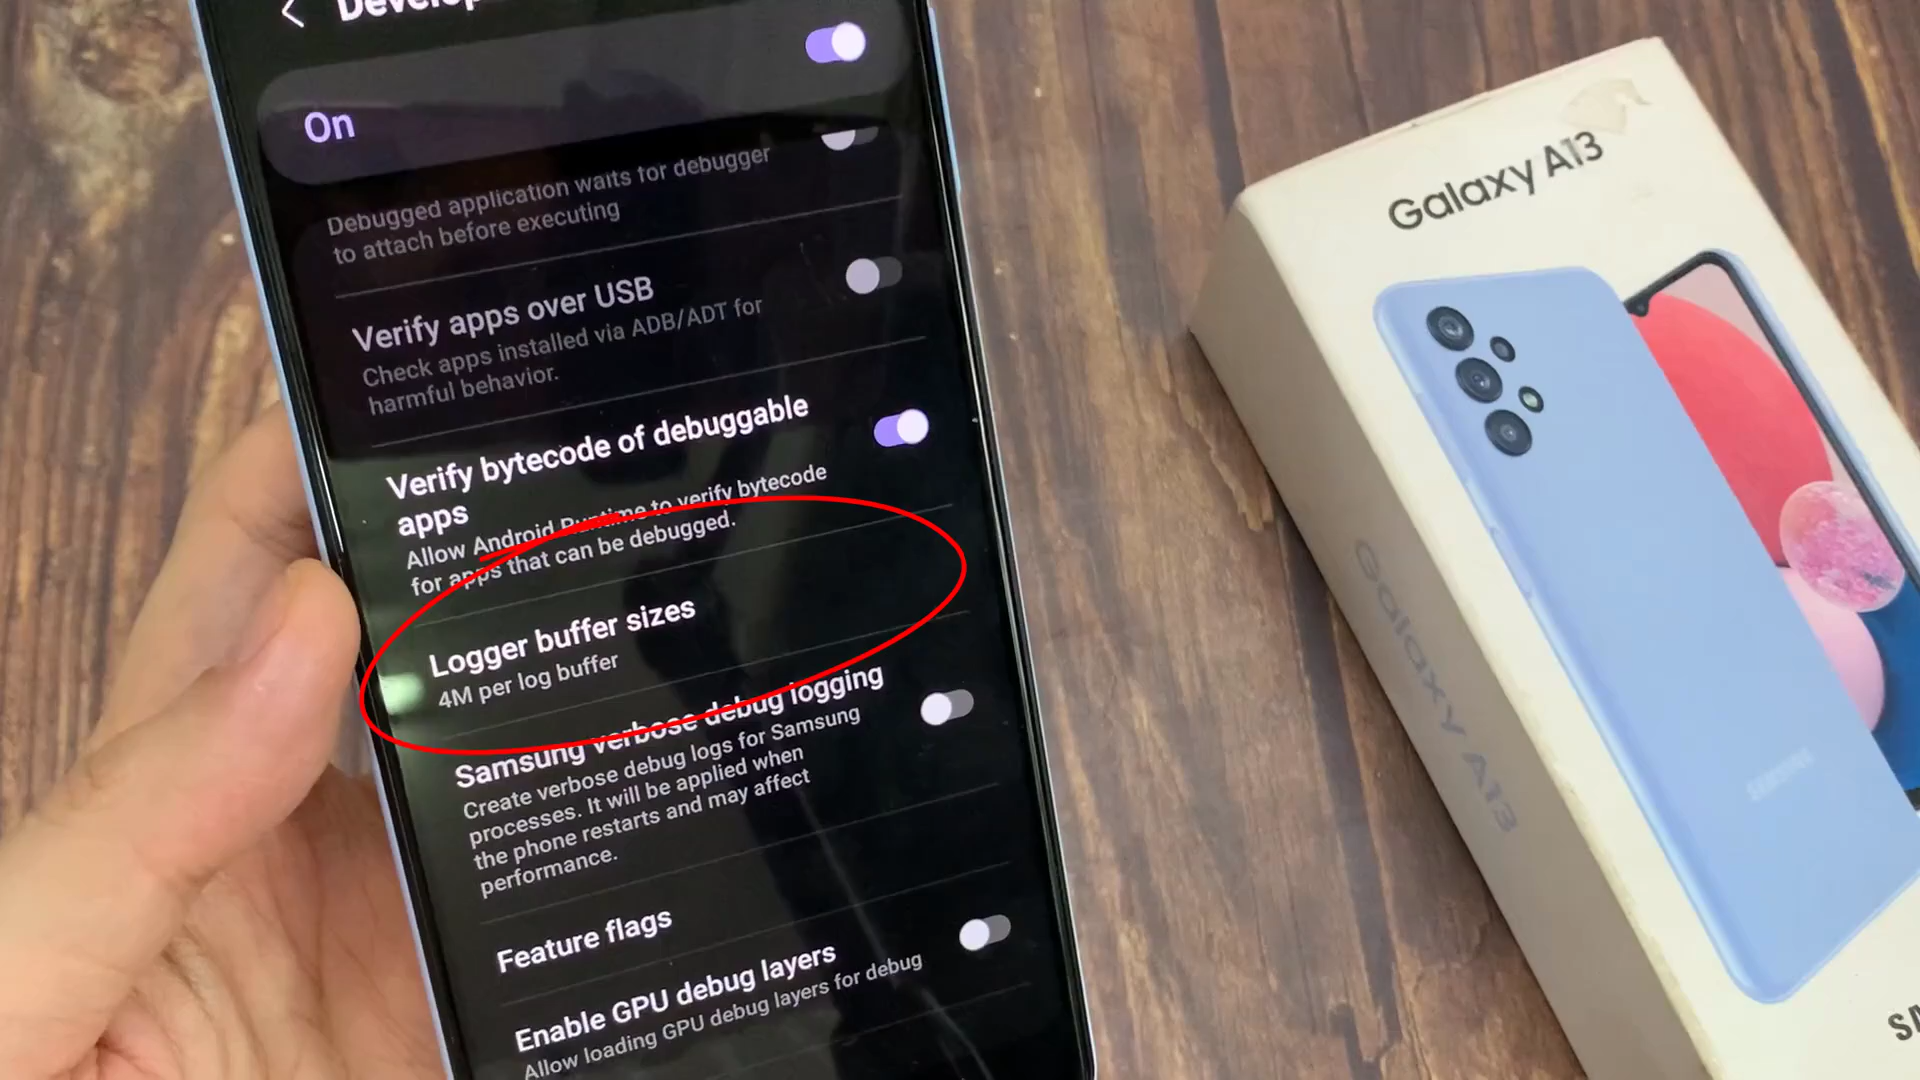 Develop
On
Debugged application waits for debugger
to attach before executing
Verify apps over USB
Check apps installed via ADB/ADT for
harmful behavior.
Verify bytecode of debuggable
apps
Allow Android Runtime to verify bytecode
for apps that can be debugged.
Logger buffer sizes
4M per log buffer
Samsung verbose debug logging
Create verbose debug logs for Samsung
processes. It will be applied when
the phone restarts and may affect
performance.
Feature flags
Enable GPU debug layers
Allow loading GPU debug layers for debug
Galaxy A13
Galaxy A13
SAMSUNG
SA